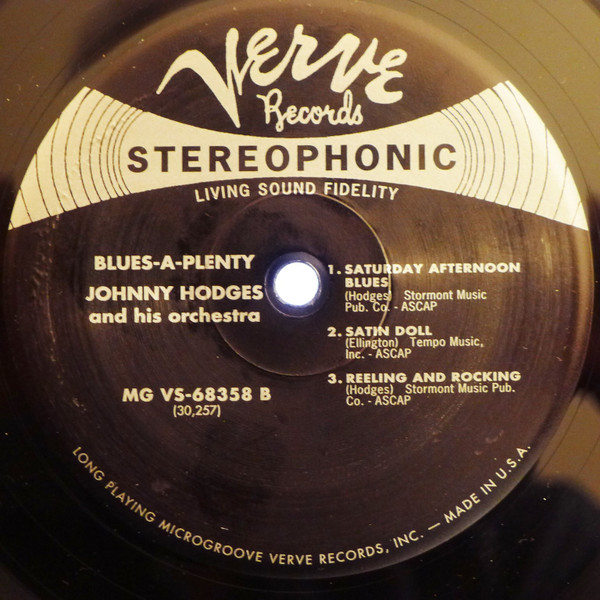 Verve
Records
STEREOPHONIC
LIVING SOUND FIDELITY
BLUES-A-PLENTY
JOHNNY HODGES
and his orchestra
MG VS-68358 B
(30,257)
1. SATURDAY AFTERNOON
BLUES
(Hodges) Stormont Music
Pub. Co. - ASCAP
2. SATIN DOLL
(Ellington) Tempo Music,
Inc. - ASCAP
3. REELING AND ROCKING
(Hodges) Stormont Music Pub.
Co. - ASCAP
LONG PLAYING MICROGROOVE VERVE RECORDS, INC. — MADE IN U.S.A.